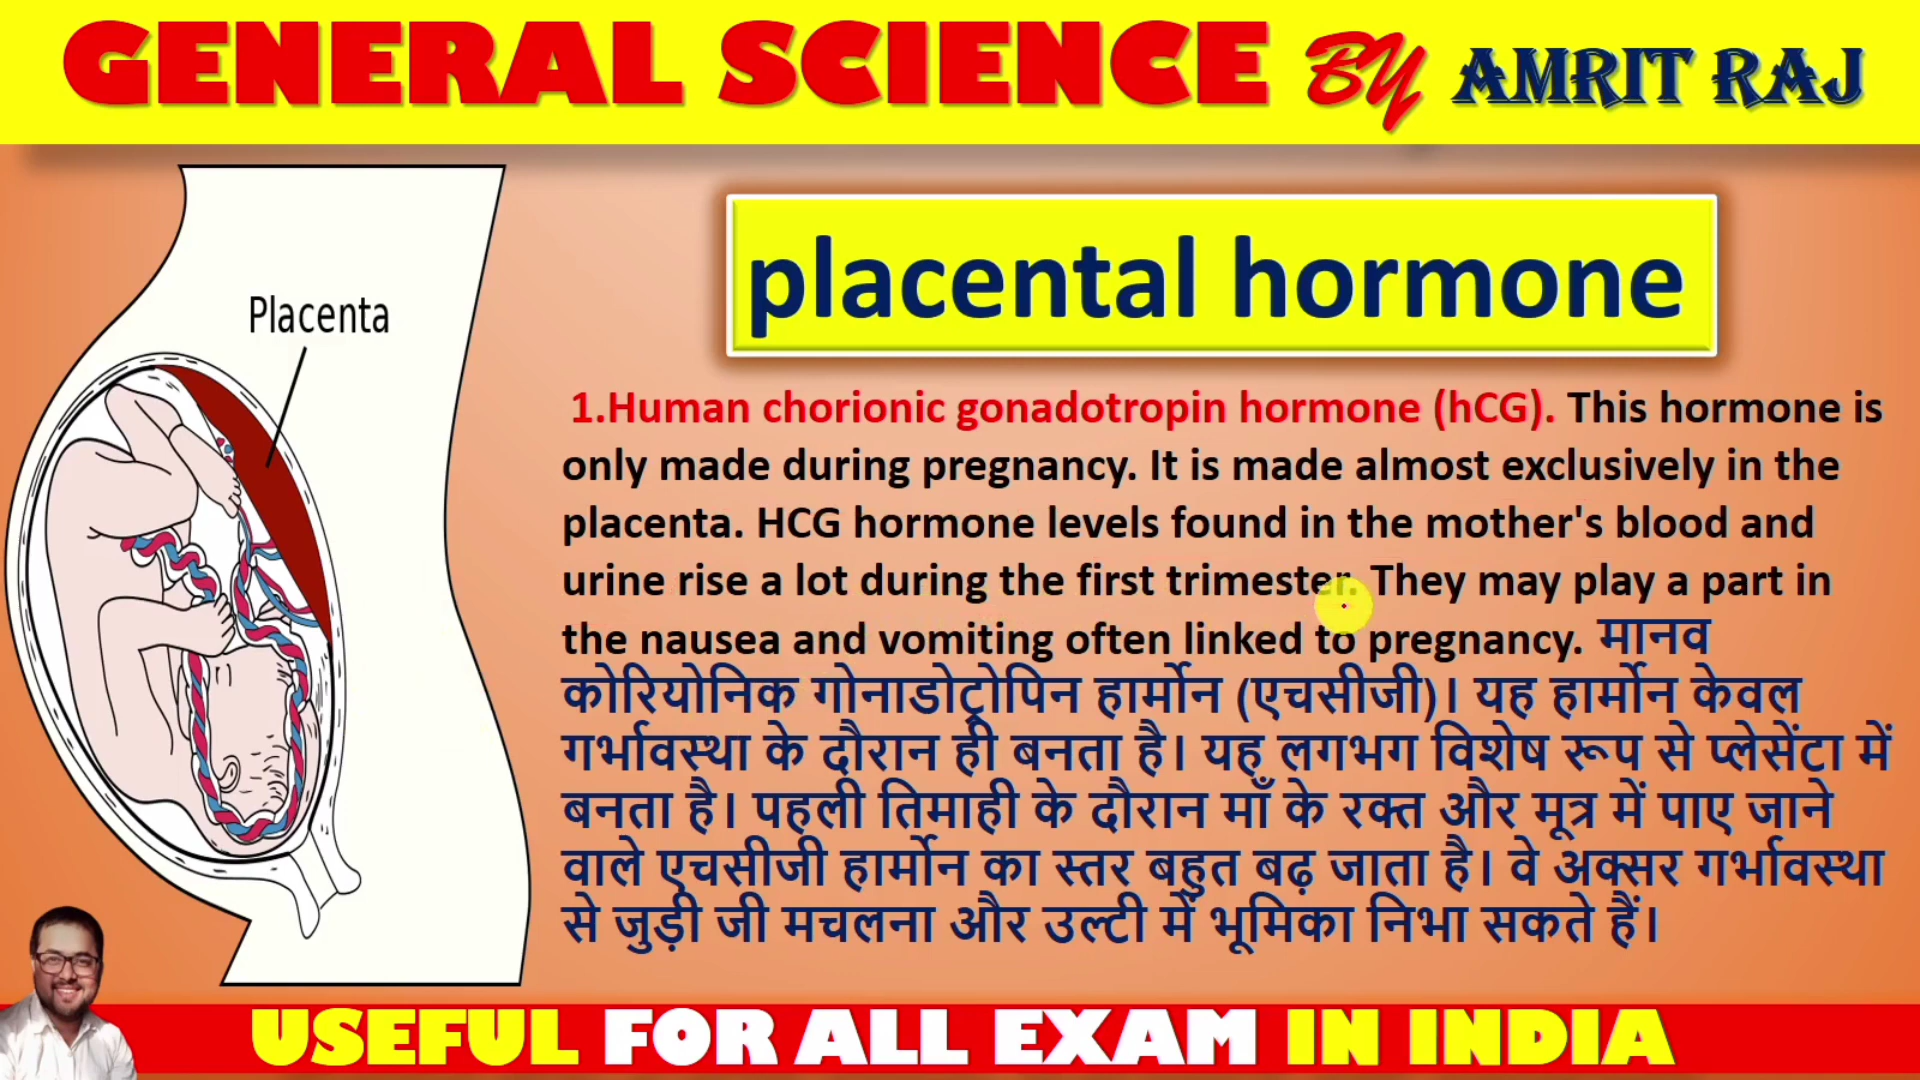 GENERAL SCIENCE BY AMRIT RAJ
Placenta
placental hormone
1.Human chorionic gonadotropin hormone (hCG). This hormone is
only made during pregnancy. It is made almost exclusively in the
placenta. HCG hormone levels found in the mother's blood and
urine rise a lot during the first trimester. They may play a part in
the nausea and vomiting often linked to pregnancy. मानव
कोरियोनिक गोनाडोट्रोपिन हार्मोन (एचसीजी)। यह हार्मोन केवल
गर्भावस्था के दौरान ही बनता है। यह लगभग विशेष रूप से प्लेसेंटा में
बनता है। पहली तिमाही के दौरान माँ के रक्त और मूत्र में पाए जाने
वाले एचसीजी हार्मोन का स्तर बहुत बढ़ जाता है। वे अक्सर गर्भावस्था
से जुड़ी जी मचलना और उल्टी में भूमिका निभा सकते हैं।
USEFUL FOR ALL EXAM IN INDIA